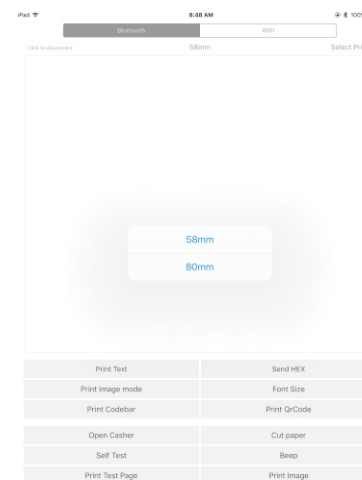 iPad 8:48 AM 100%
Bluetooth WIFI
Click to disconnect 58mm Select Pri
58mm
80mm
Print Text Send HEX
Print Image mode Font Size
Print Codebar Print QrCode
Open Casher Cut paper
Self Test Beep
Print Test Page Print Image